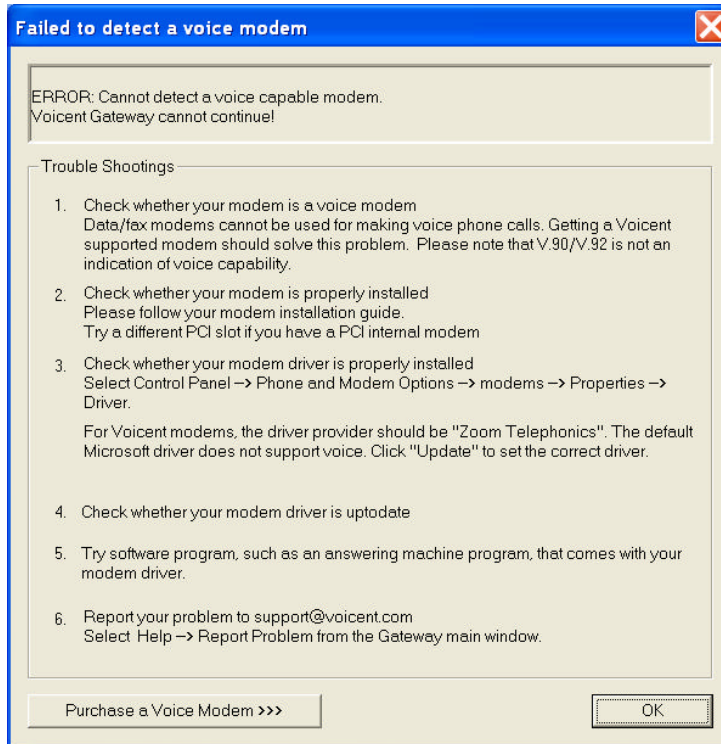 Failed to detect a voice modem
ERROR: Cannot detect a voice capable modem.
Voicent Gateway cannot continue!
Trouble Shootings
1. Check whether your modem is a voice modem
Data/fax modems cannot be used for making voice phone calls. Getting a Voicent
supported modem should solve this problem. Please note that V.90/V.92 is not an
indication of voice capability.
2. Check whether your modem is properly installed
Please follow your modem installation guide.
Try a different PCI slot if you have a PCI internal modem
3. Check whether your modem driver is properly installed
Select Control Panel --> Phone and Modem Options --> modems --> Properties -->
Driver.
For Voicent modems, the driver provider should be "Zoom Telephonics". The default
Microsoft driver does not support voice. Click "Update" to set the correct driver.
4. Check whether your modem driver is uptodate
5. Try software program, such as an answering machine program, that comes with your
modem driver.
6. Report your problem to support@voicent.com
Select Help --> Report Problem from the Gateway main window.
Purchase a Voice Modem >>>
OK